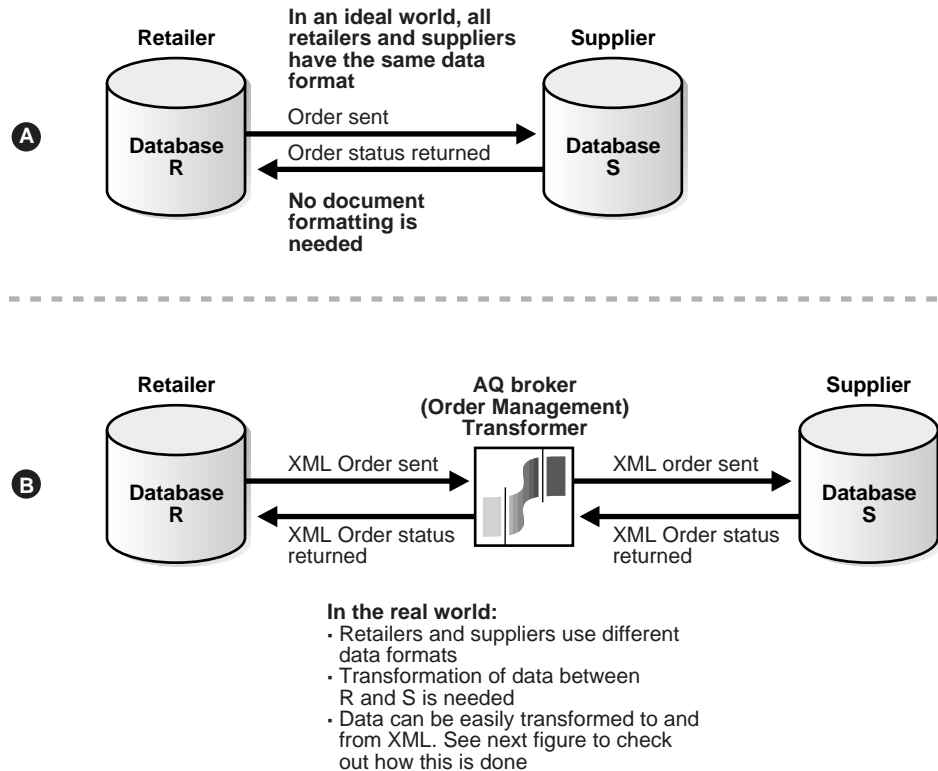 In an ideal world, all
retailers and suppliers
have the same data
format
Retailer
Supplier
A
Database
R
Order sent
Order status returned
Database
S
No document
formatting is
needed
Retailer
AQ broker
(Order Management)
Transformer
Supplier
B
Database
R
XML Order sent
XML Order status
returned
XML order sent
XML Order status
returned
Database
S
In the real world:
· Retailers and suppliers use different
data formats
· Transformation of data between
R and S is needed
· Data can be easily transformed to and
from XML. See next figure to check
out how this is done